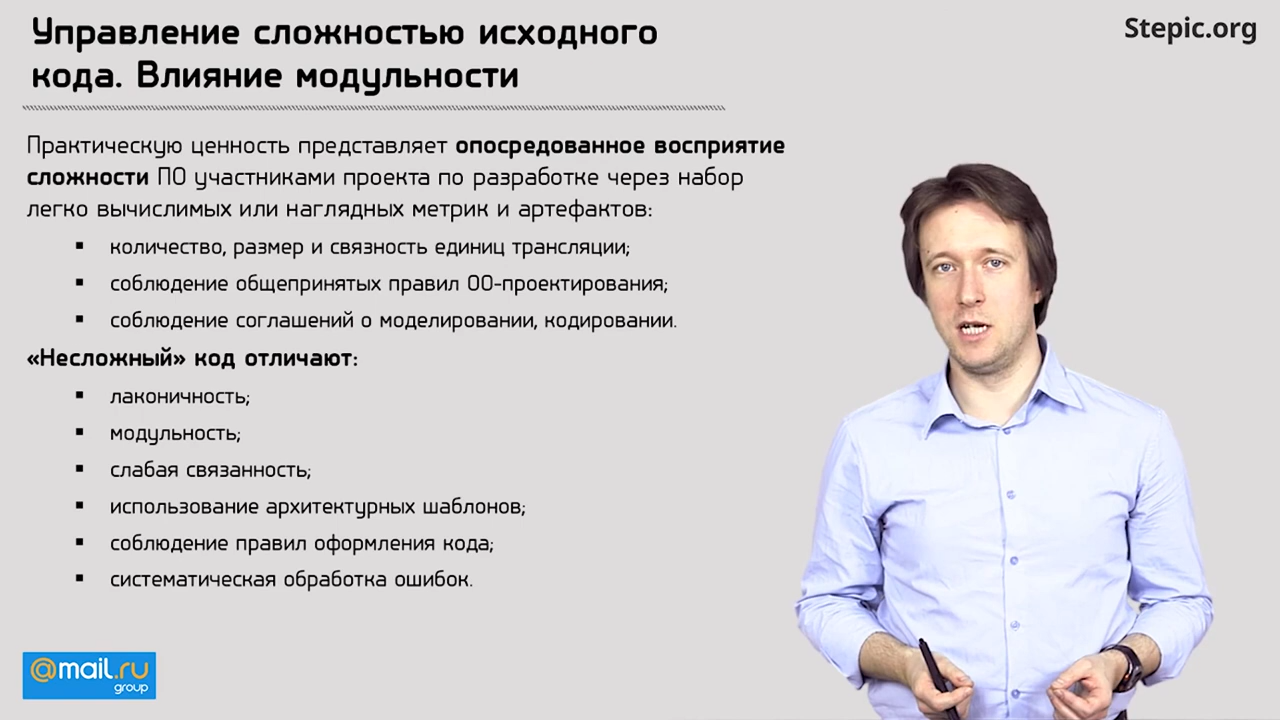 Управление сложностью исходного
кода. Влияние модульности
Stepic.org
Практическую ценность представляет опосредованное восприятие
сложности ПО участниками проекта по разработке через набор
легко вычислимых или наглядных метрик и артефактов:
▪ количество, размер и связность единиц трансляции;
▪ соблюдение общепринятых правил ОО-проектирования;
▪ соблюдение соглашений о моделировании, кодировании.
«Несложный» код отличают:
▪ лаконичность;
▪ модульность;
▪ слабая связанность;
▪ использование архитектурных шаблонов;
▪ соблюдение правил оформления кода;
▪ систематическая обработка ошибок.
@mail.ru
group